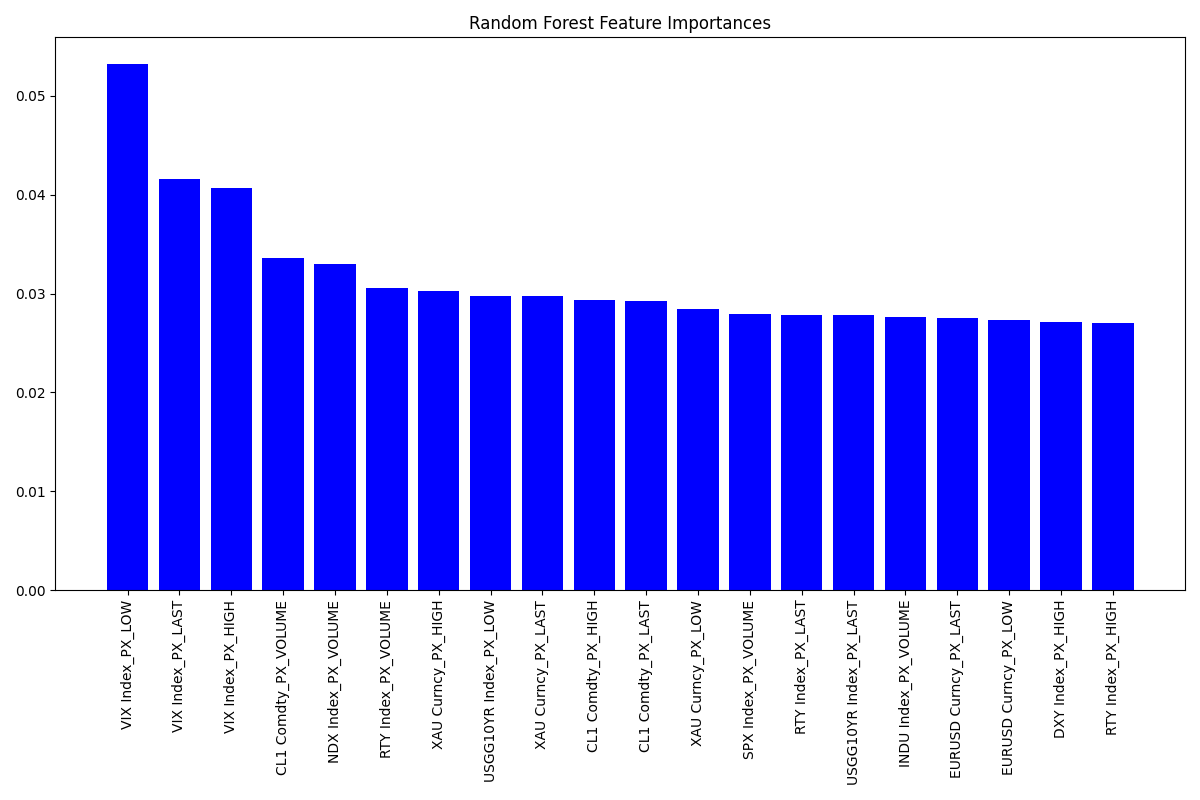 Random Forest Feature Importances
0.05
0.04
0.03
0.02
0.01
0.00
VIX Index_PX_LOW
VIX Index_PX_LAST
VIX Index_PX_HIGH
CL1 Comdty_PX_VOLUME
NDX Index_PX_VOLUME
RTY Index_PX_VOLUME
XAU Curncy_PX_HIGH
USGG10YR Index_PX_LOW
XAU Curncy_PX_LAST
CL1 Comdty_PX_HIGH
CL1 Comdty_PX_LAST
XAU Curncy_PX_LOW
SPX Index_PX_VOLUME
RTY Index_PX_LAST
USGG10YR Index_PX_LAST
INDU Index_PX_VOLUME
EURUSD Curncy_PX_LAST
EURUSD Curncy_PX_LOW
DXY Index_PX_HIGH
RTY Index_PX_HIGH